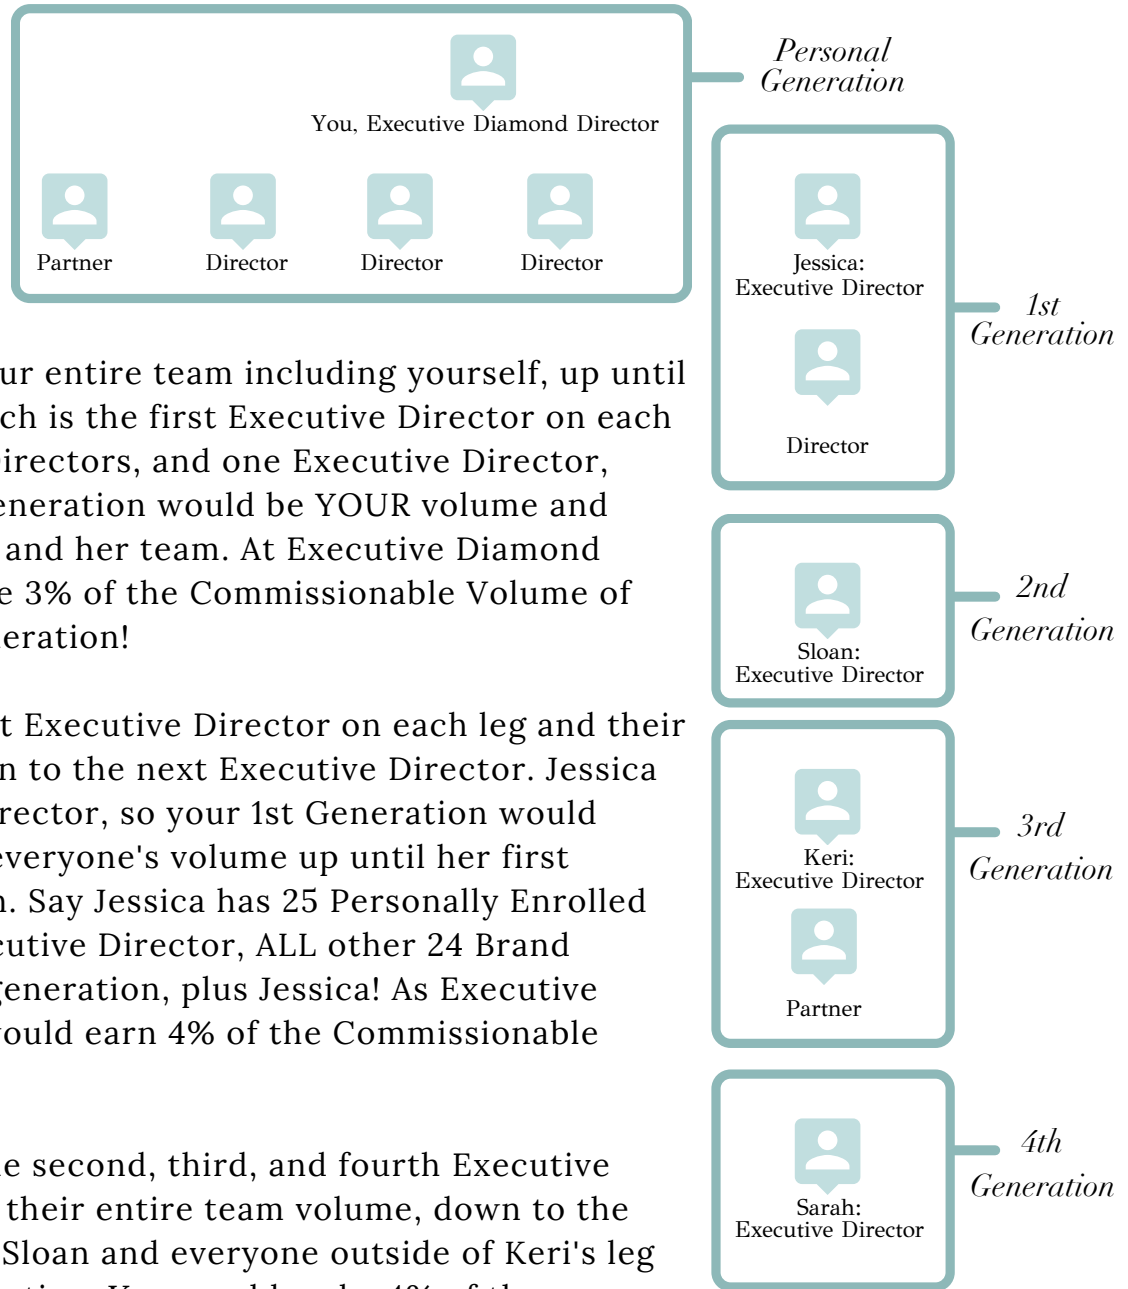 Personal
Generation
You, Executive Diamond Director
Partner
Director
Director
Director
Jessica:
Executive Director
Director
1st
Generation
ur entire team including yourself, up until
ch is the first Executive Director on each
irectors, and one Executive Director,
eneration would be YOUR volume and
and her team. At Executive Diamond
e 3% of the Commissionable Volume of
eration!
t Executive Director on each leg and their
n to the next Executive Director. Jessica
rector, so your 1st Generation would
everyone's volume up until her first
n. Say Jessica has 25 Personally Enrolled
cutive Director, ALL other 24 Brand
generation, plus Jessica! As Executive
would earn 4% of the Commissionable
e second, third, and fourth Executive
their entire team volume, down to the
Sloan and everyone outside of Keri's leg
Sloan:
Executive Director
2nd
Generation
Keri:
Executive Director
Partner
3rd
Generation
Sarah:
Executive Director
4th
Generation